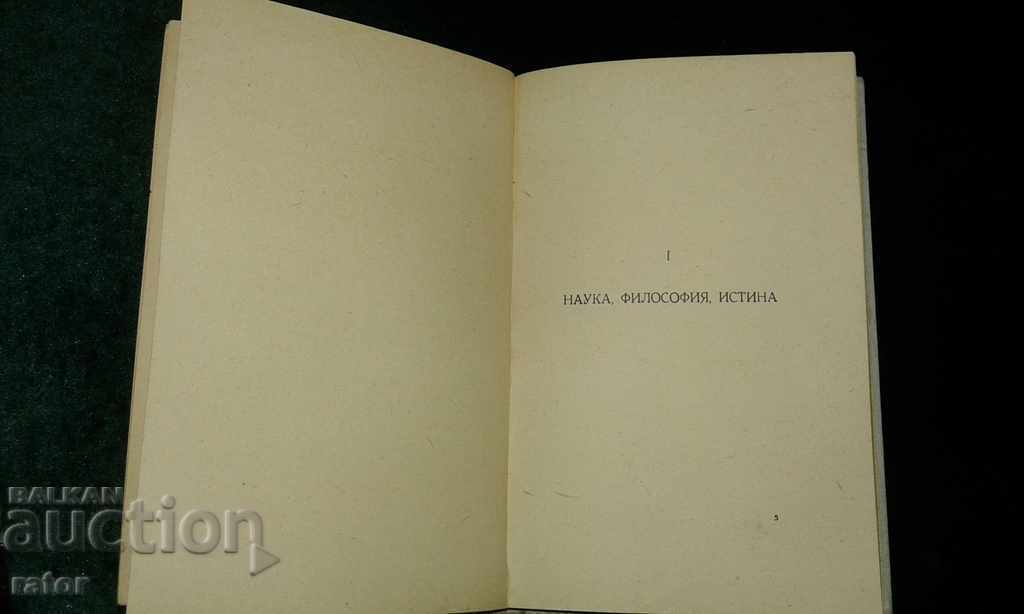 I
НАУКА, ФИЛОСОФИЯ, ИСТИНА
5
BALKAN
auction
rator